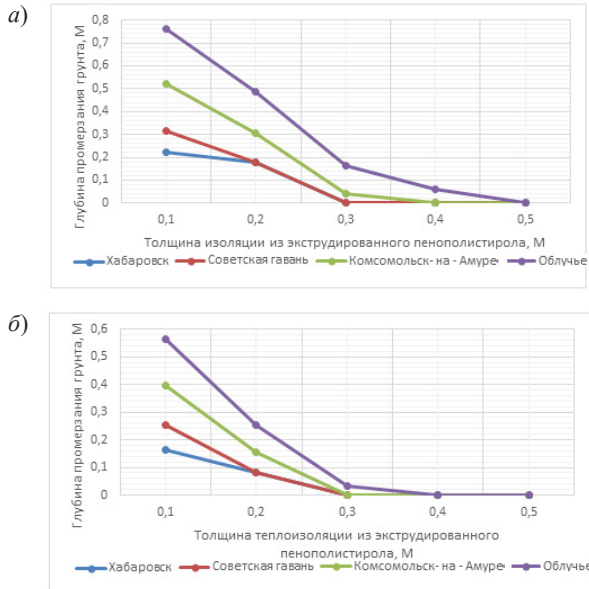 а)
0,8
0,7
0,6
0,5
0,4
0,3
0,2
0,1
0
Глубина промерзания грунта, М
0,1 0,2 0,3 0,4 0,5
Толщина изоляции из экструдированного пенополистирола, М
Хабаровск Советская гавань Комсомольск- на - Амуре Облучье
б)
0,6
0,5
0,4
0,3
0,2
0,1
0
Глубина промерзания грунта, М
0,1 0,2 0,3 0,4 0,5
Толщина теплоизоляции из экструдированного
пенополистирола, М
Хабаровск Советская гавань Комсомольск- на - Амуре Облучье